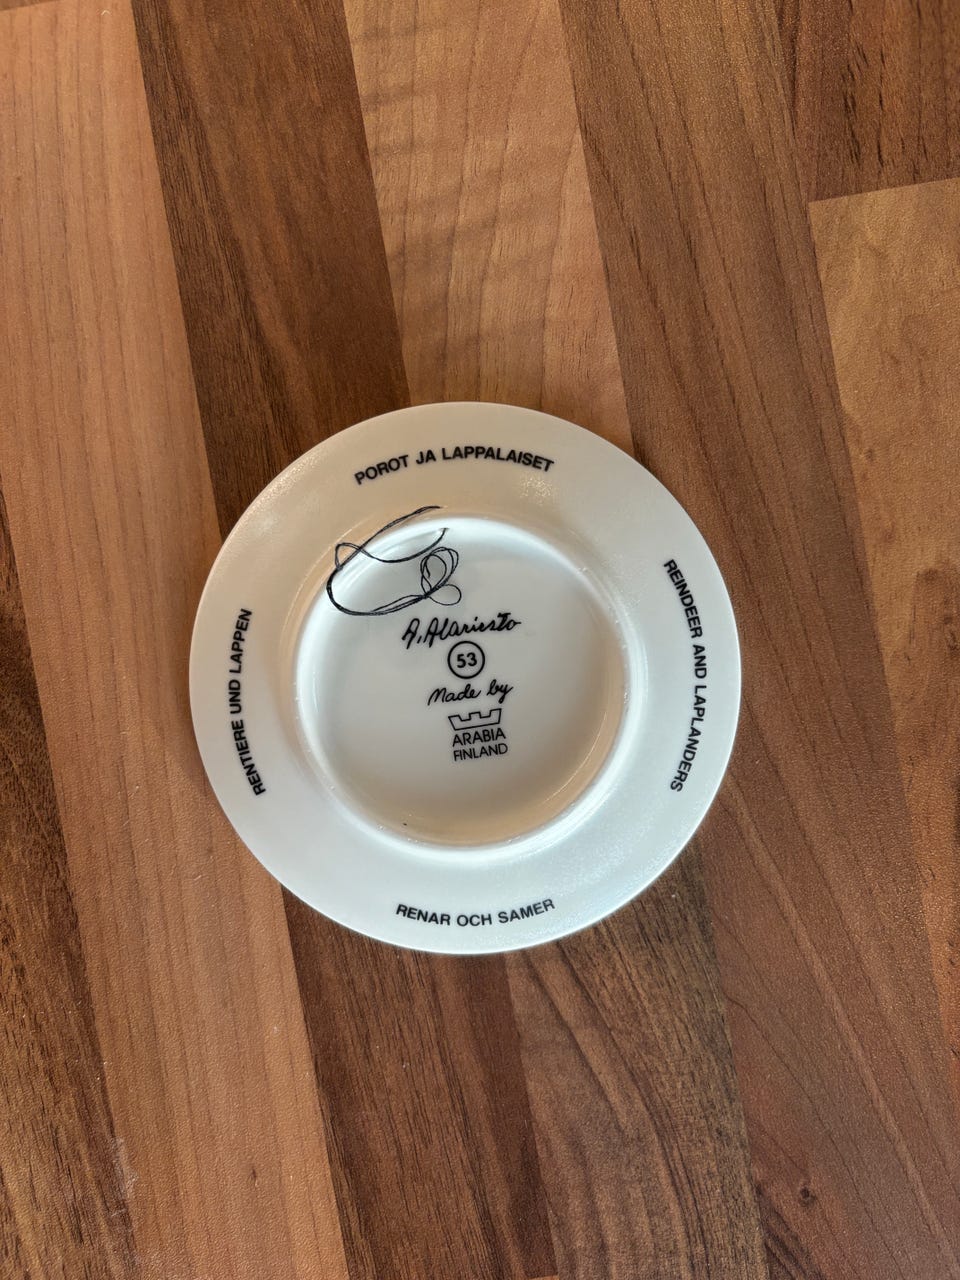 POROT JA LAPPALAISET
REINDEER AND LAPLANDERS
RENAR OCH SAMER
RENTIERE UND LAPPEN
A. Alariesto
53
Made by
ARABIA
FINLAND